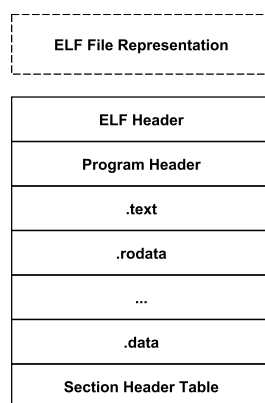 ELF File Representation
ELF Header
Program Header
.text
.rodata
...
.data
Section Header Table